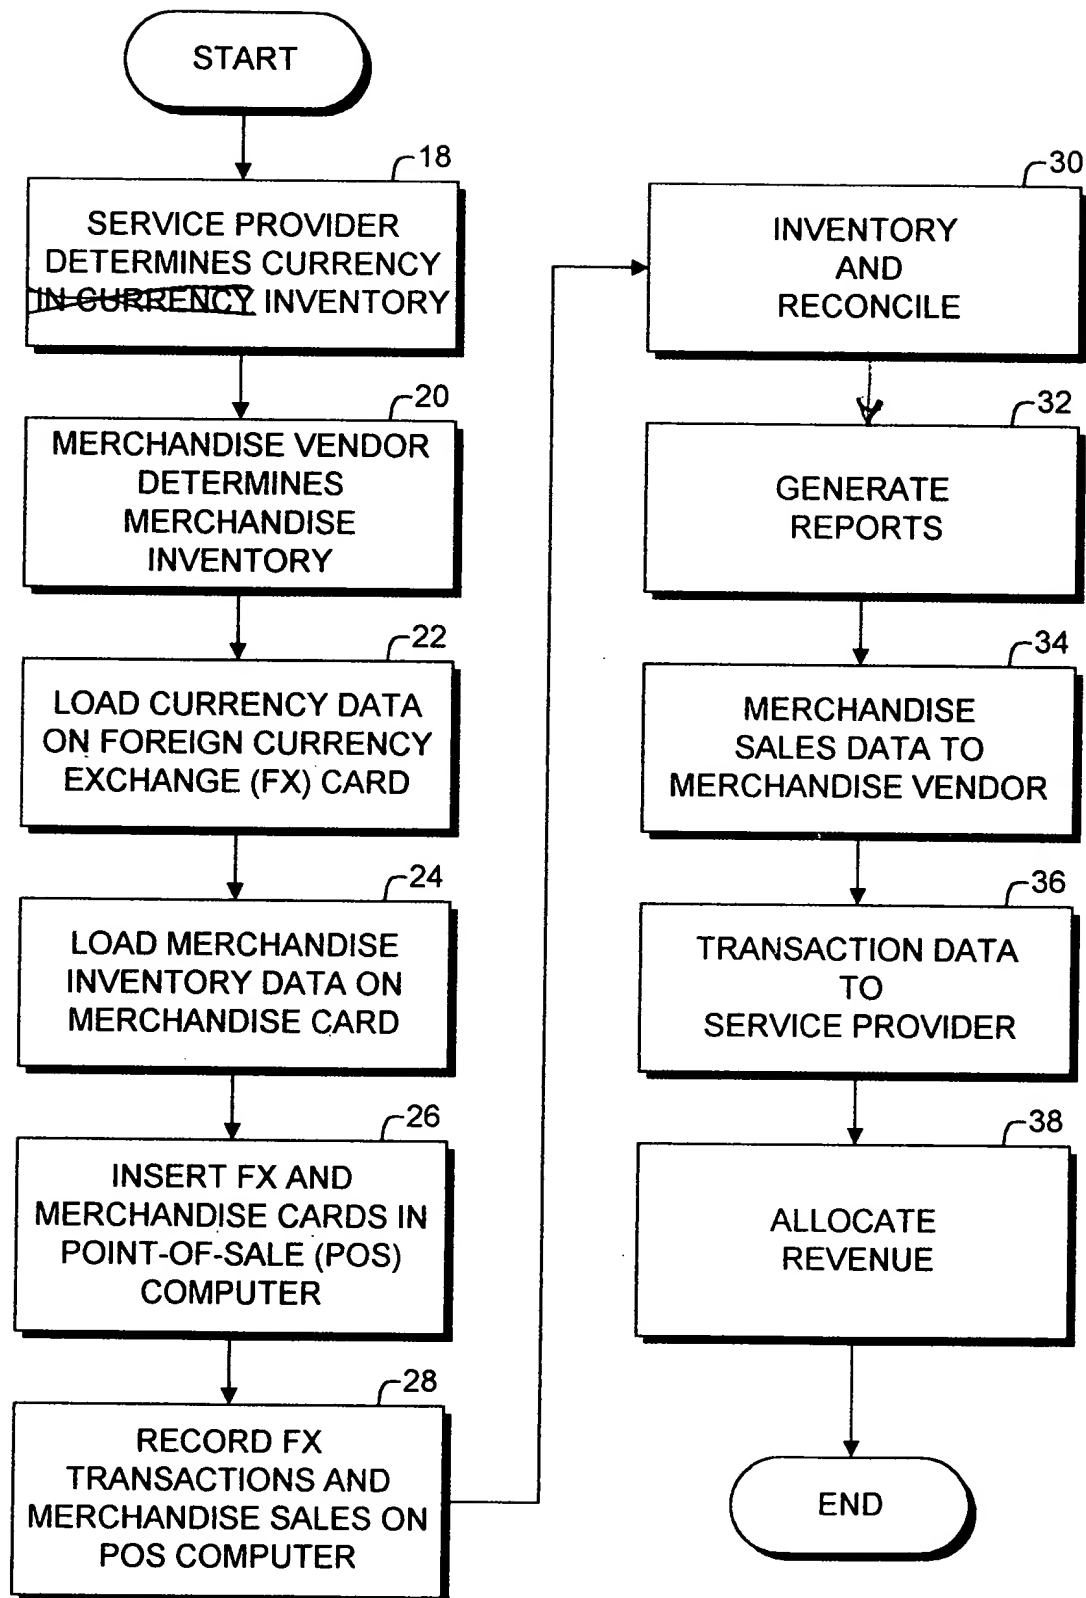 START
18
SERVICE PROVIDER
DETERMINES CURRENCY
IN CURRENCY INVENTORY
20
MERCHANDISE VENDOR
DETERMINES
MERCHANDISE
INVENTORY
22
LOAD CURRENCY DATA
ON FOREIGN CURRENCY
EXCHANGE (FX) CARD
24
LOAD MERCHANDISE
INVENTORY DATA ON
MERCHANDISE CARD
26
INSERT FX AND
MERCHANDISE CARDS IN
POINT-OF-SALE (POS)
COMPUTER
28
RECORD FX
TRANSACTIONS AND
MERCHANDISE SALES ON
POS COMPUTER
30
INVENTORY
AND
RECONCILE
32
GENERATE
REPORTS
34
MERCHANDISE
SALES DATA TO
MERCHANDISE VENDOR
36
TRANSACTION DATA
TO
SERVICE PROVIDER
38
ALLOCATE
REVENUE
END